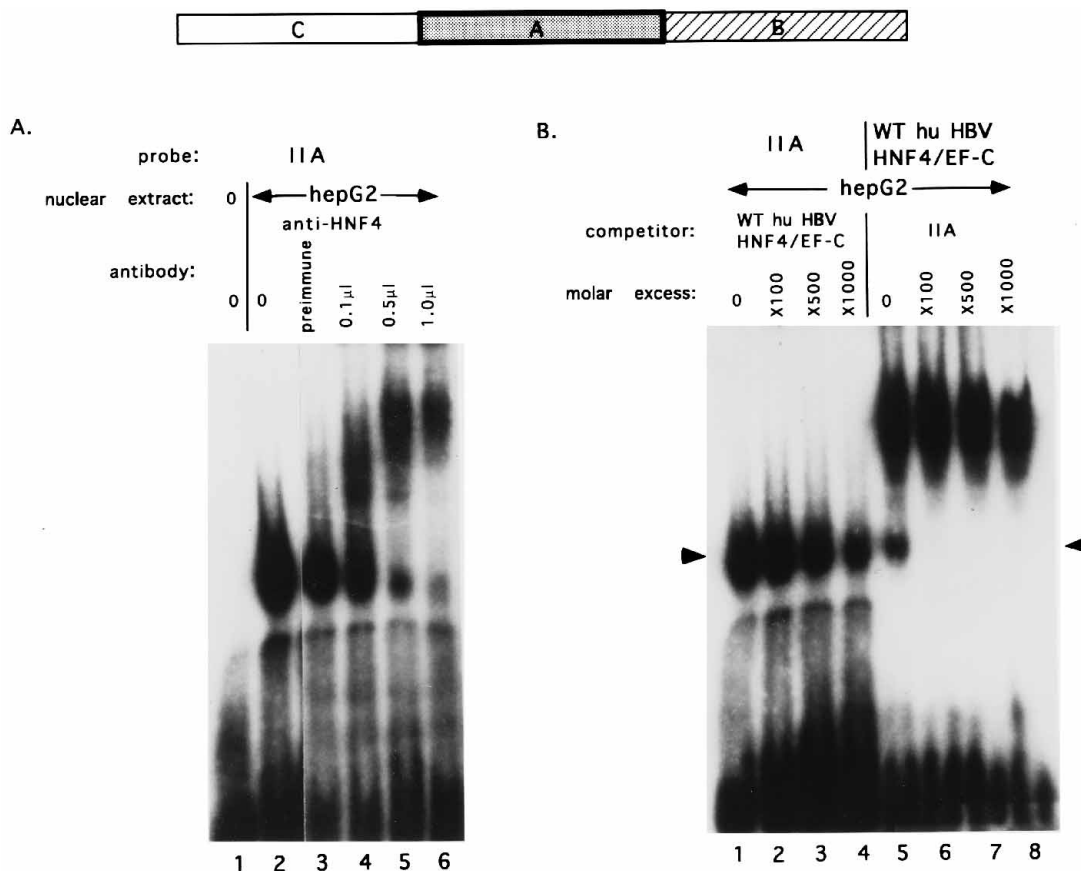 C A B
A.
probe: IIA
nuclear extract: 0 hepG2
anti-HNF4
antibody: 0 0 preimmune 0.1µl 0.5µl 1.0µl
1 2 3 4 5 6
B.
IIA WT hu HBV
HNF4/EF-C
hepG2
competitor: WT hu HBV
HNF4/EF-C IIA
molar excess: 0 X100 X500 X1000 0 X100 X500 X1000
1 2 3 4 5 6 7 8